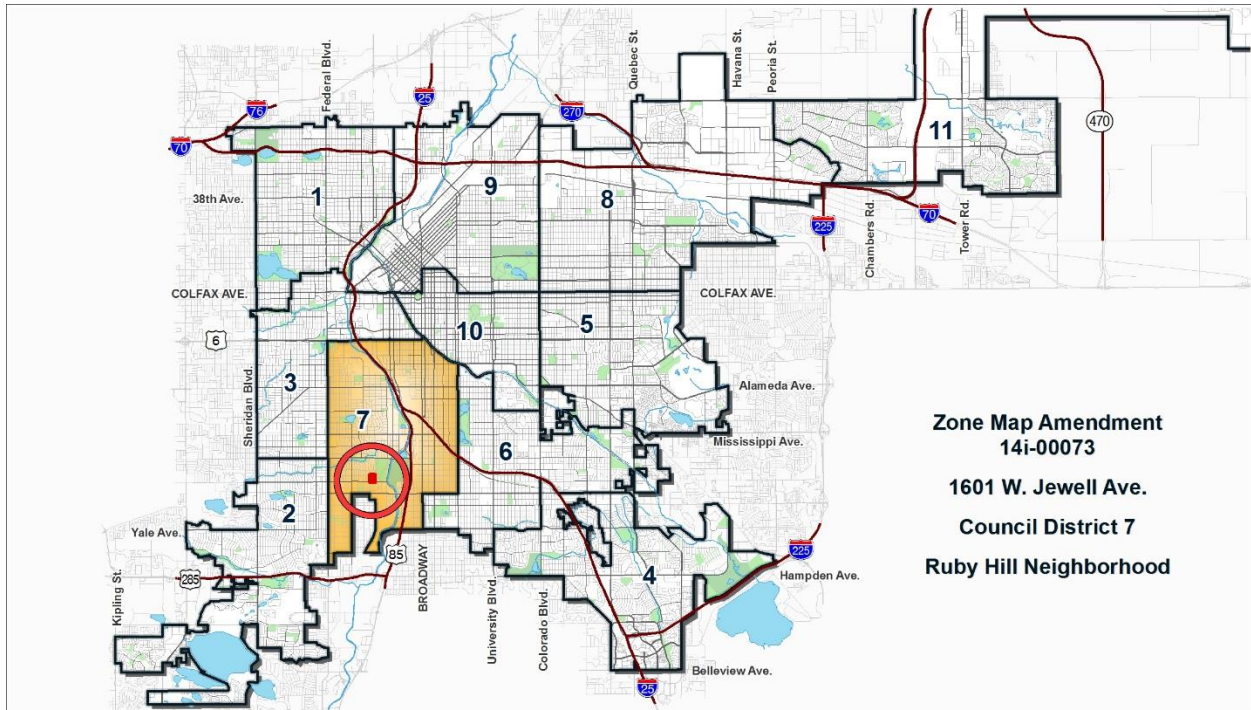 Federal Blvd.
Quebec St.
Havana St.
Peoria St.
25
76
270
70
470
11
1
9
8
38th Ave.
225
Chambers Rd.
70
Tower Rd.
COLFAX AVE.
COLFAX AVE.
6
10
5
3
Sheridan Blvd.
7
Alameda Ave.
Mississippi Ave.
6
2
Yale Ave.
85
BROADWAY
285
Kipling St.
University Blvd.
Colorado Blvd.
4
225
Hampden Ave.
Belleview Ave.
25
Zone Map Amendment
14i-00073
1601 W. Jewell Ave.
Council District 7
Ruby Hill Neighborhood